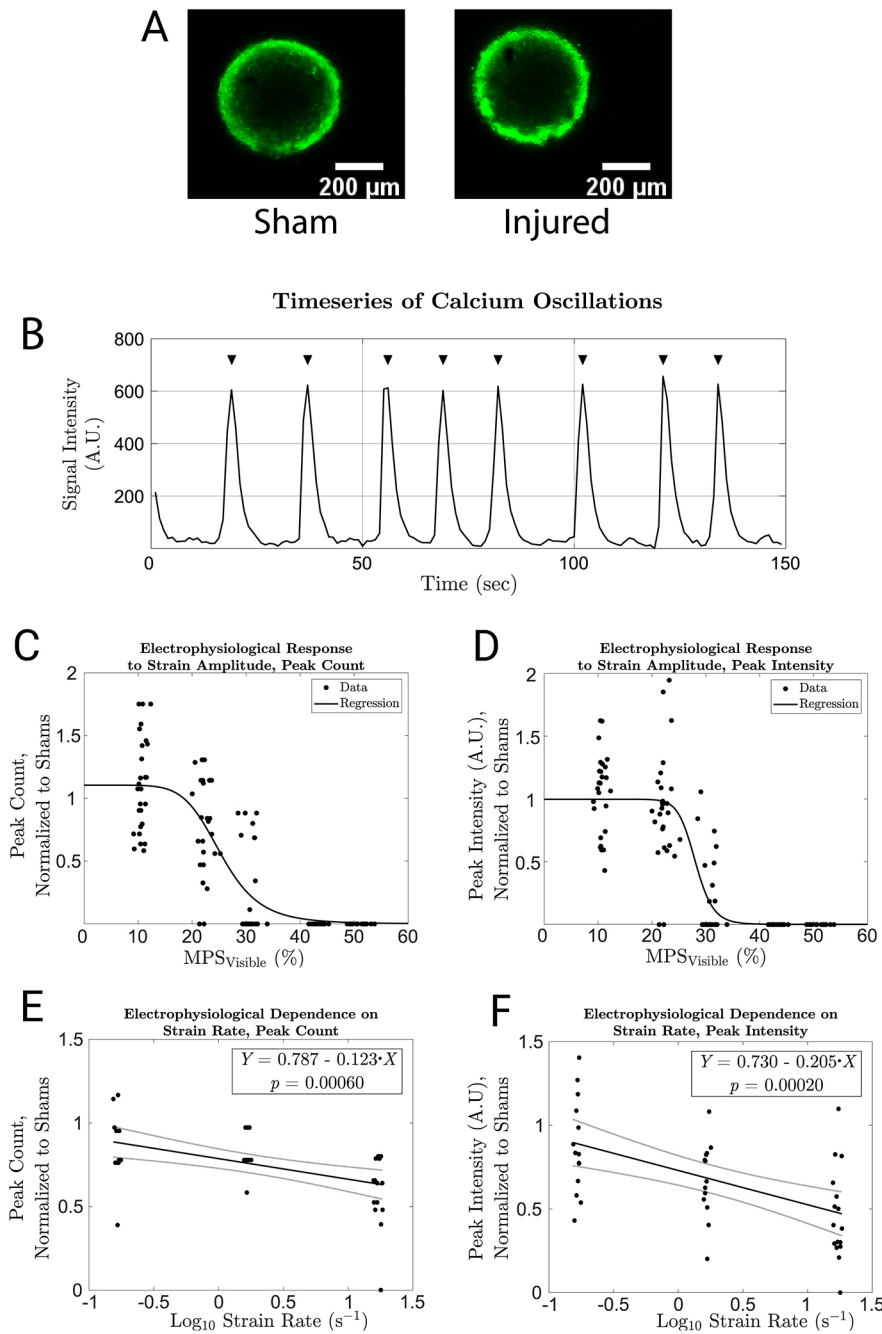 A
200 µm
200 µm
Sham
Injured
Timeseries of Calcium Oscillations
B
Signal Intensity
(A.U.)
800
600
400
200
0
50
100
150
Time (sec)
C
Electrophysiological Response
to Strain Amplitude, Peak Count
Peak Count,
Normalized to Shams
2
1.5
1
0.5
Data
Regression
0
10
20
30
40
50
60
MPSVisible (%)
D
Electrophysiological Response
to Strain Amplitude, Peak Intensity
Peak Intensity (A.U.),
Normalized to Shams
2
1.5
1
0.5
Data
Regression
0
10
20
30
40
50
60
MPSVisible (%)
E
Electrophysiological Dependence on
Strain Rate, Peak Count
Peak Count,
Normalized to Shams
1.5
1
0.5
0
Y = 0.787 - 0.123·X
p = 0.00060
-1
-0.5
0
0.5
1
1.5
Log10 Strain Rate (s−1)
F
Electrophysiological Dependence on
Strain Rate, Peak Intensity
Peak Intensity (A.U),
Normalized to Shams
1.5
1
0.5
0
Y = 0.730 - 0.205·X
p = 0.00020
-1
-0.5
0
0.5
1
1.5
Log10 Strain Rate (s−1)